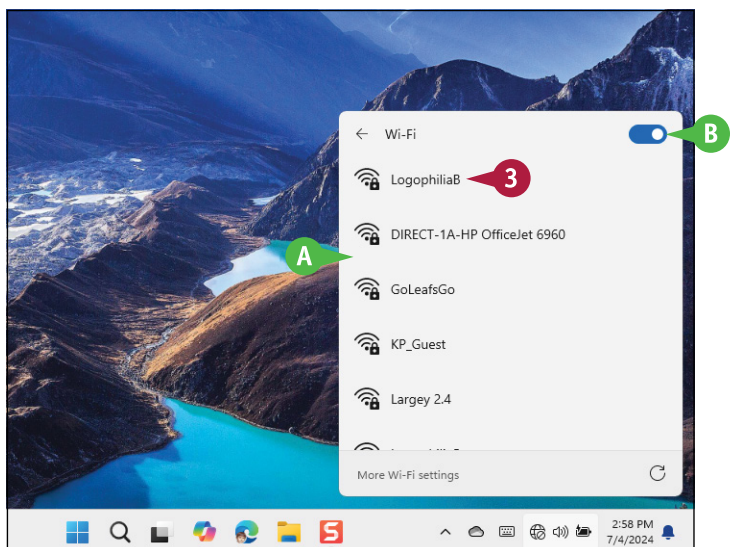 Wi-Fi
B
LogophiliaB
3
DIRECT-1A-HP OfficeJet 6960
A
GoLeafsGo
KP_Guest
Largey 2.4
More Wi-Fi settings
S
2:58 PM
7/4/2024